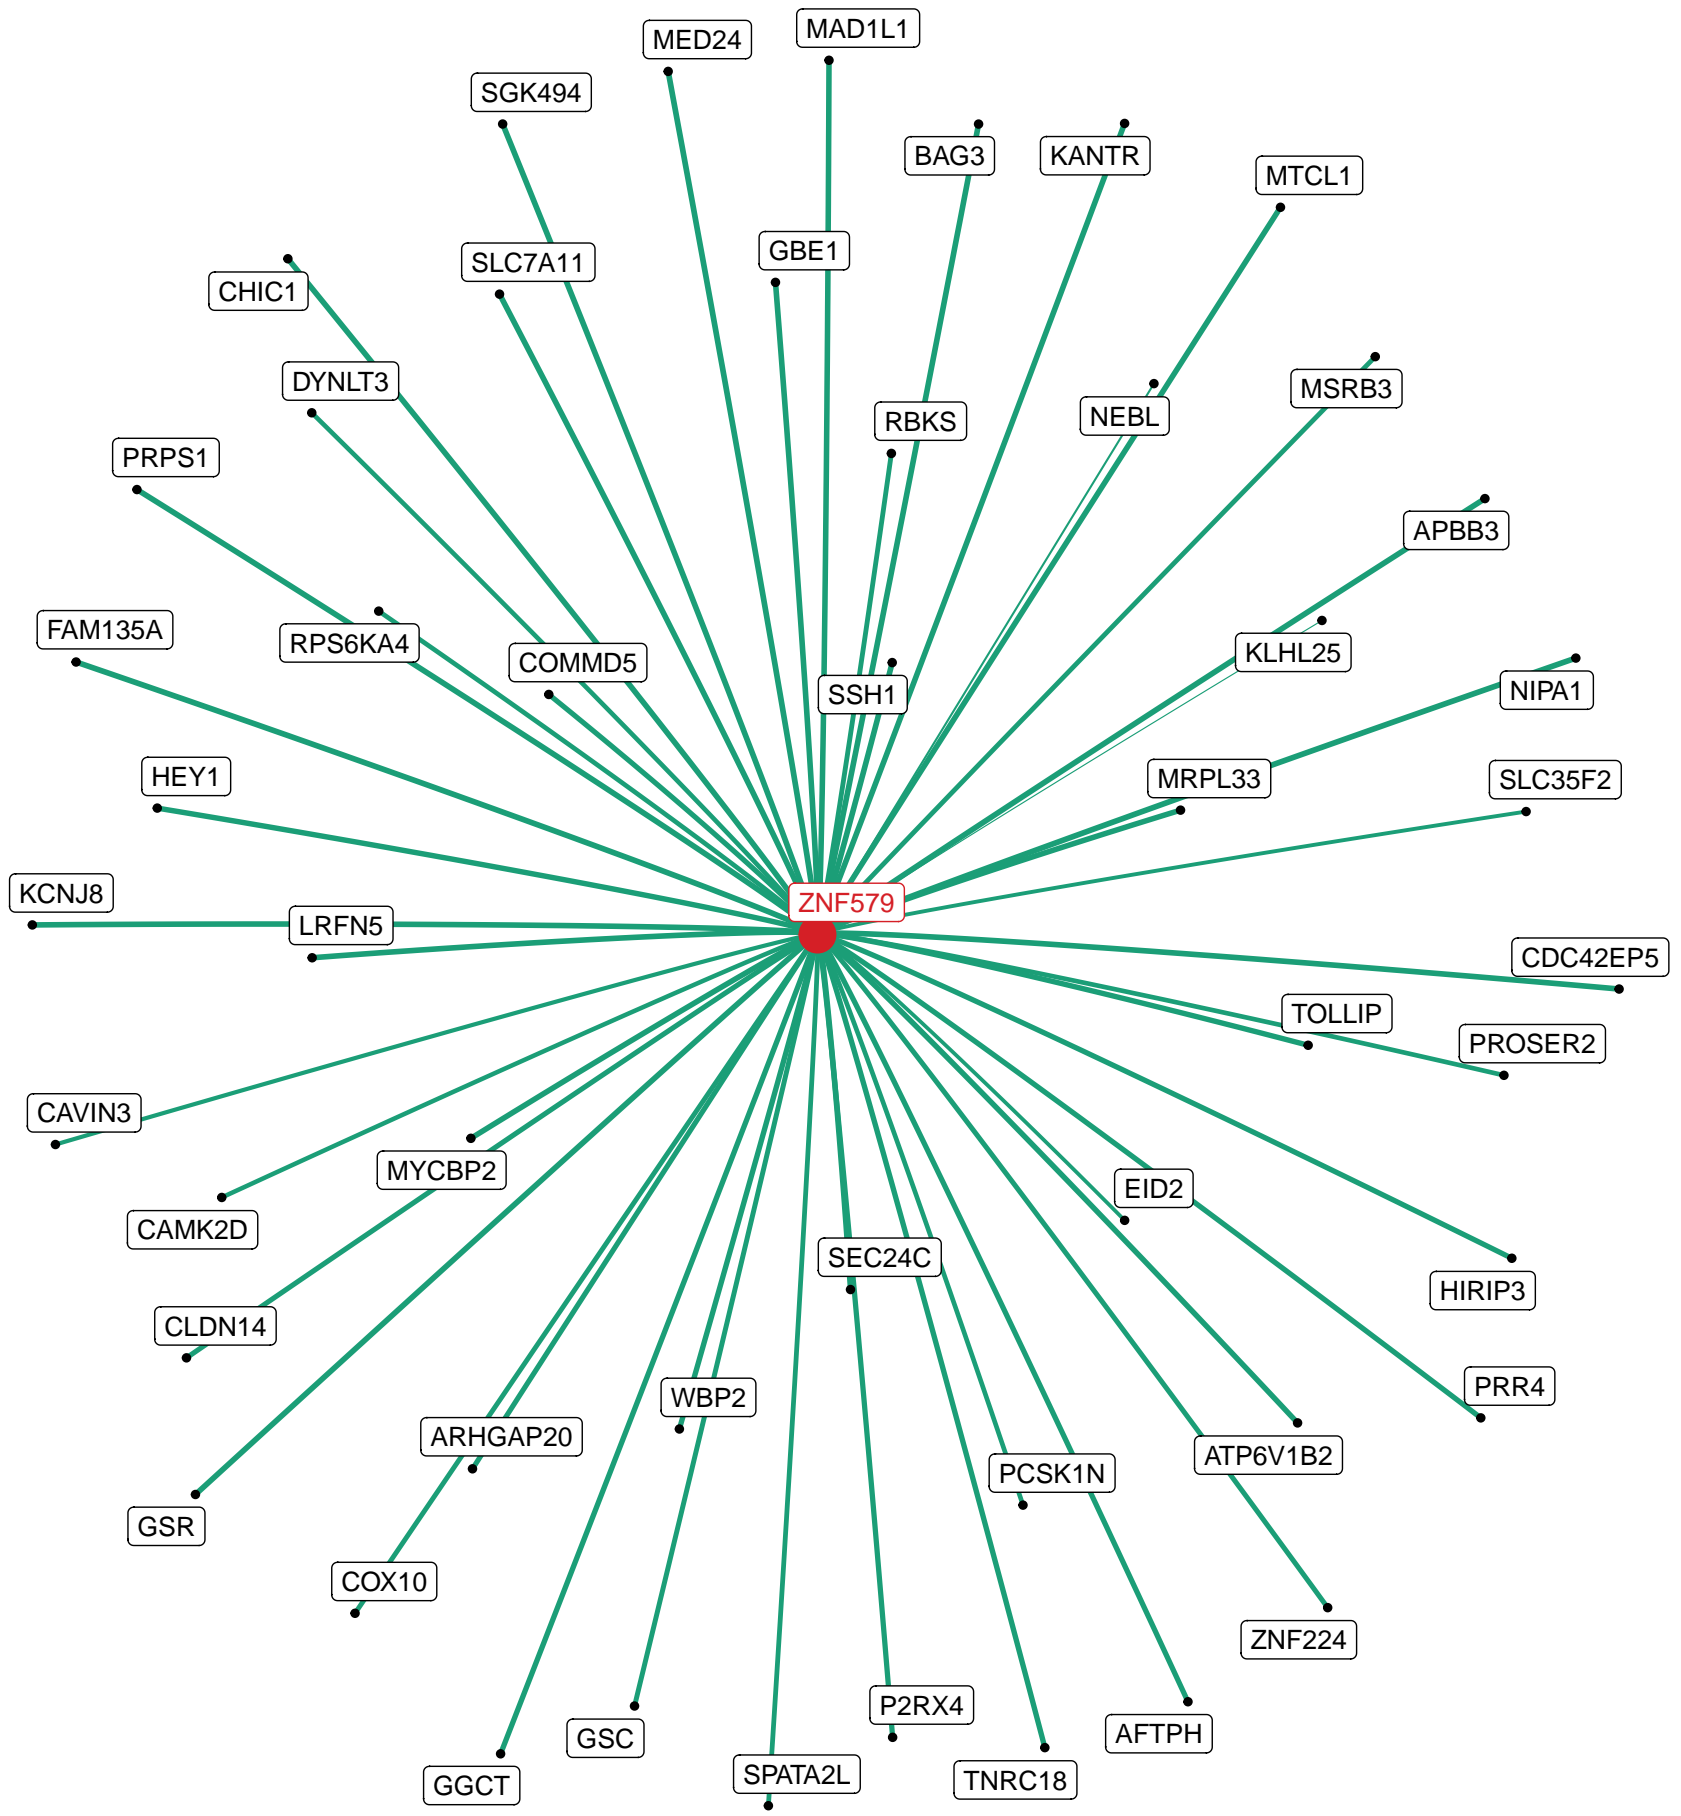 MAD1L1
MED24
SGK494
BAG3
KANTR
MTCL1
GBE1
SLC7A11
CHIC1
DYNLT3
MSRB3
NEBL
RBKS
PRPS1
APBB3
FAM135A
RPS6KA4
COMMD5
KLHL25
SSH1
NIPA1
HEY1
MRPL33
SLC35F2
KCNJ8
ZNF579
LRFN5
CDC42EP5
TOLLIP
PROSER2
CAVIN3
MYCBP2
EID2
CAMK2D
SEC24C
HIRIP3
CLDN14
PRR4
WBP2
ARHGAP20
ATP6V1B2
PCSK1N
GSR
COX10
ZNF224
P2RX4
AFTPH
GSC
SPATA2L
TNRC18
GGCT